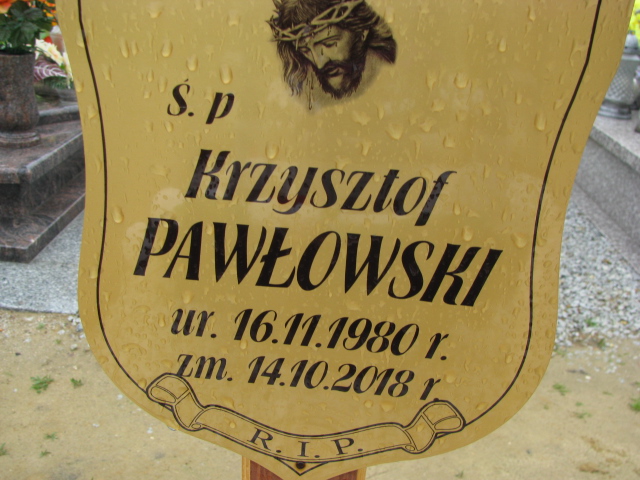 Ś. p
Krzysztof
PAWŁOWSKI
ur. 16.11.1980 r.
zm. 14.10.2018 r.
R. I. P.